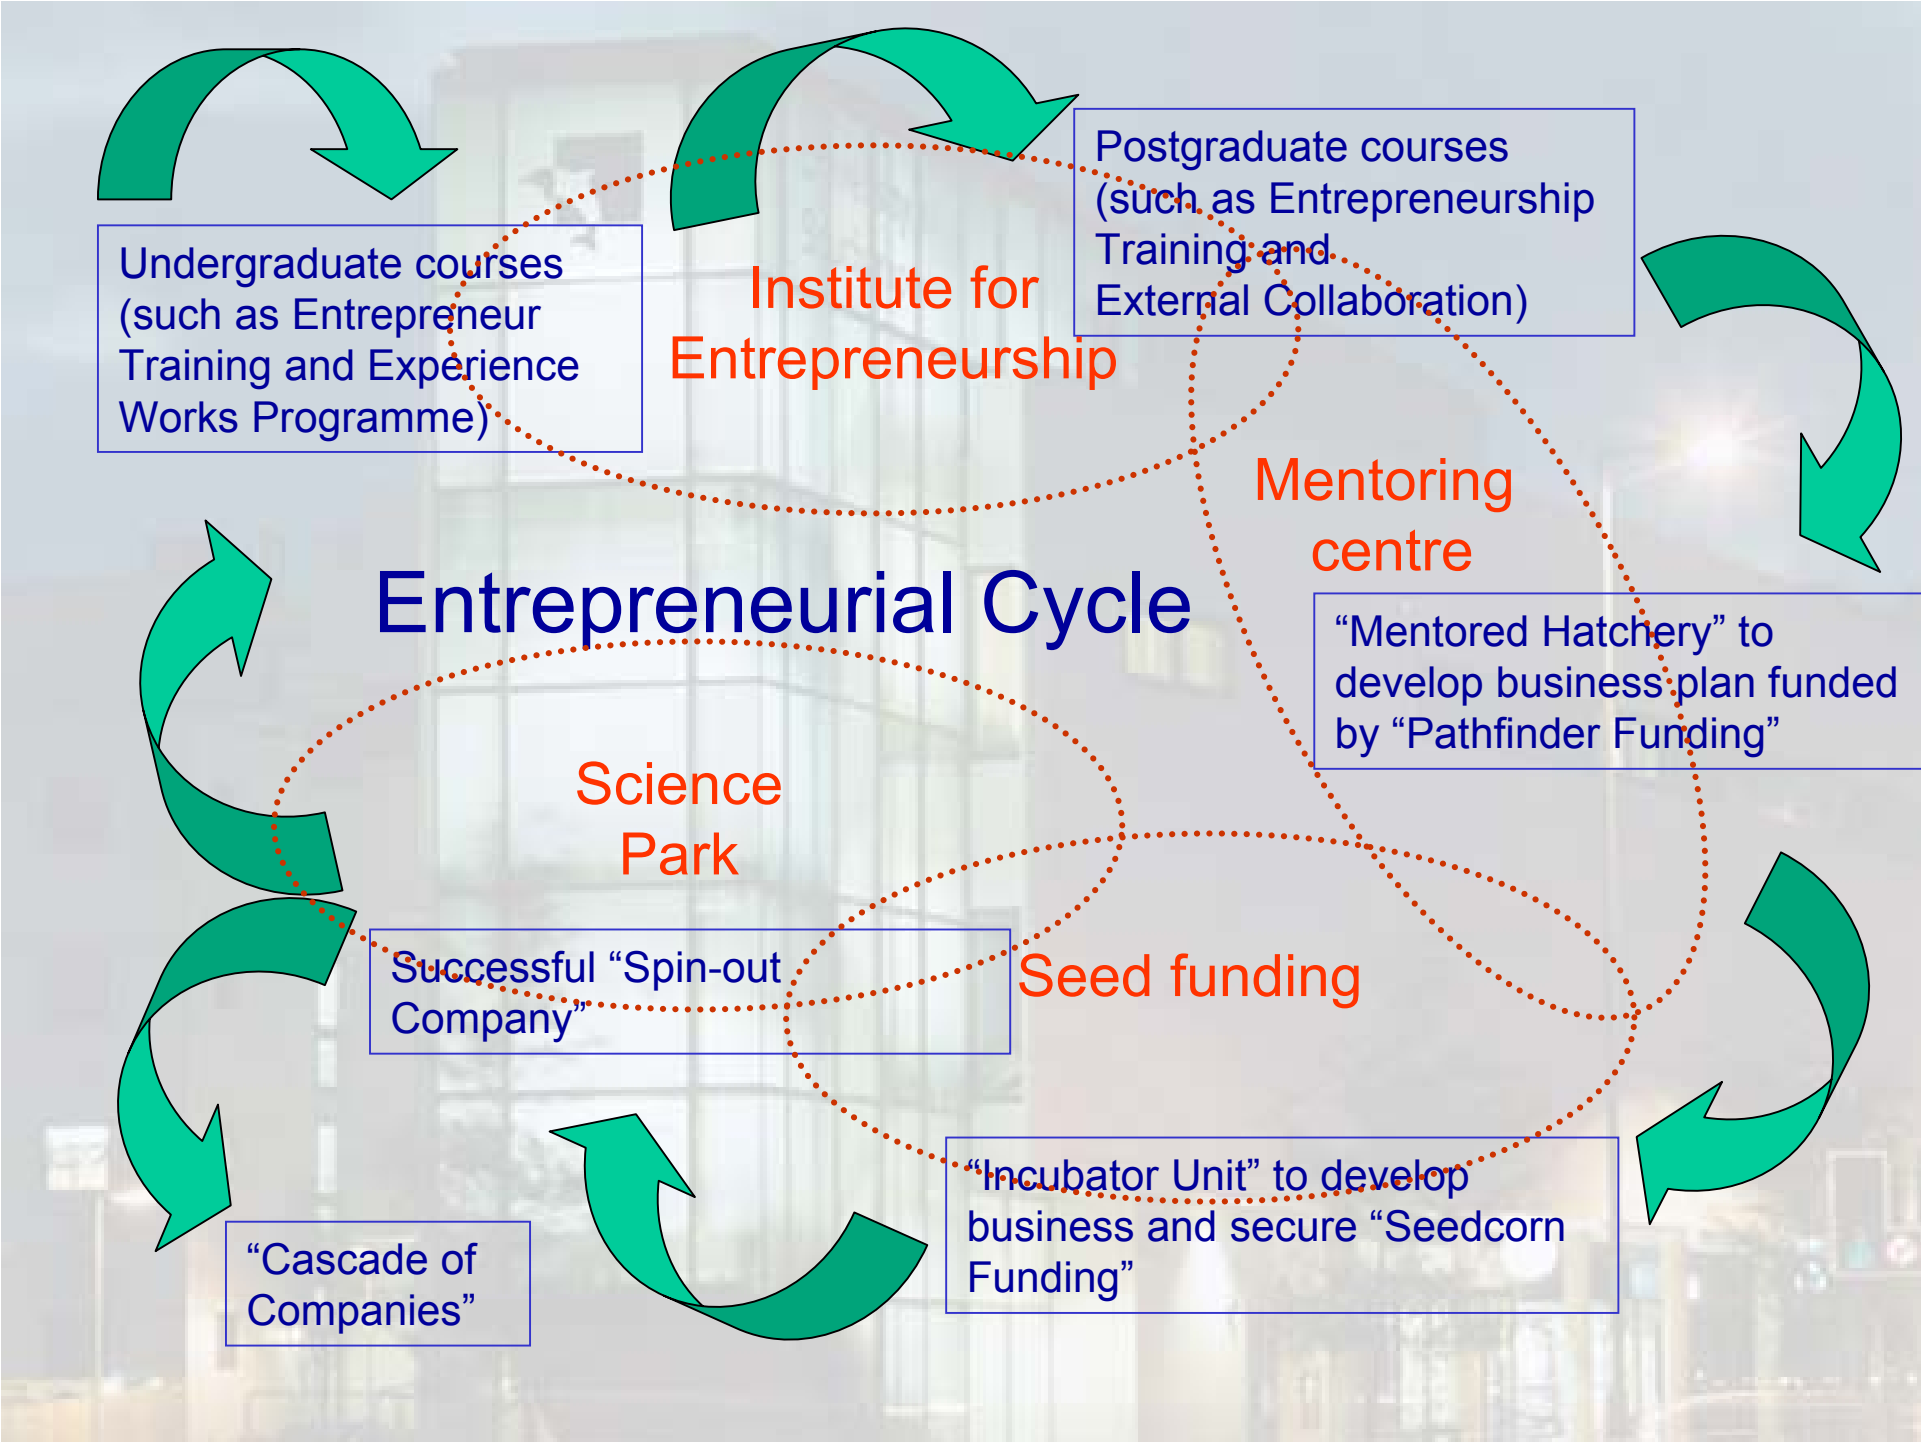 Undergraduate courses
(such as Entrepreneur
Training and Experience
Works Programme)
Institute for
Entrepreneurship
Postgraduate courses
(such as Entrepreneurship
Training and
External Collaboration)
Mentoring
centre
Entrepreneurial Cycle
“Mentored Hatchery” to
develop business plan funded
by “Pathfinder Funding”
Science
Park
Successful “Spin-out
Company”
Seed funding
“Incubator Unit” to develop
business and secure “Seedcorn
Funding”
“Cascade of
Companies”